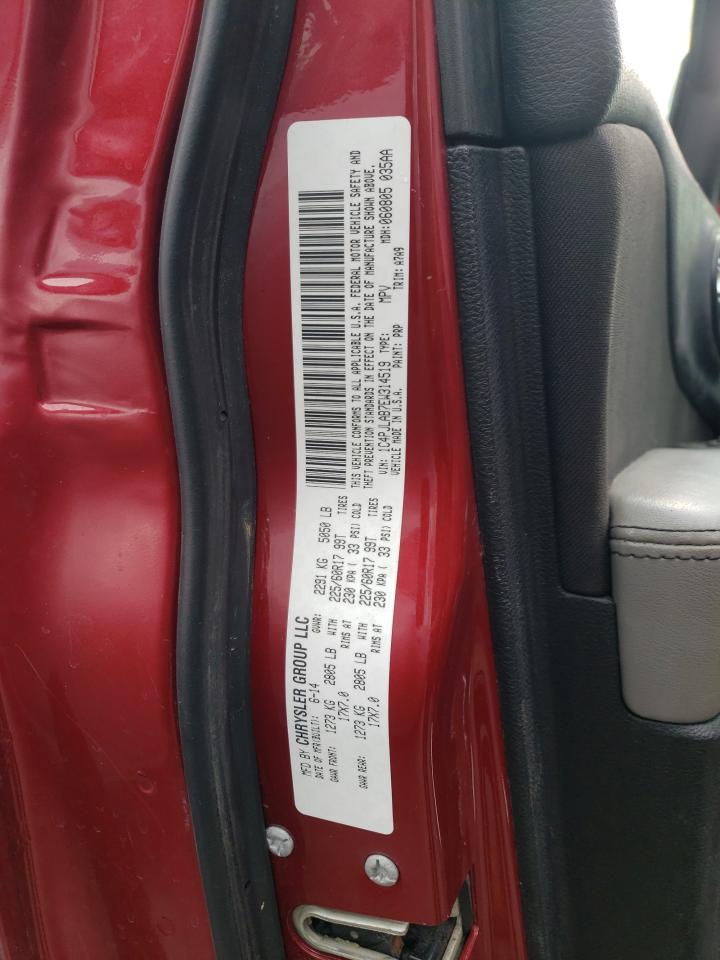 MFD BY CHRYSLER GROUP LLC
DATE OF MFR(BUILT): 6-14 GVWR: 2291 KG 5050 LB
GAWR FRONT: 1273 KG 2805 LB WITH 225/60R17 99T TIRES
17X7.0 RIMS AT 230 KPA ( 33 PSI) COLD
GAWR REAR: 1273 KG 2805 LB WITH 225/60R17 99T TIRES
17X7.0 RIMS AT 230 KPA ( 33 PSI) COLD
THIS VEHICLE CONFORMS TO ALL APPLICABLE U.S.A. FEDERAL MOTOR VEHICLE SAFETY AND
THEFT PREVENTION STANDARDS IN EFFECT ON THE DATE OF MANUFACTURE SHOWN ABOVE.
VIN: 1C4PJLAB7EW314519 TYPE: MPV MDH: 060805 035AA
VEHICLE MADE IN U.S.A. PAINT: PRP TRIM: A7A9